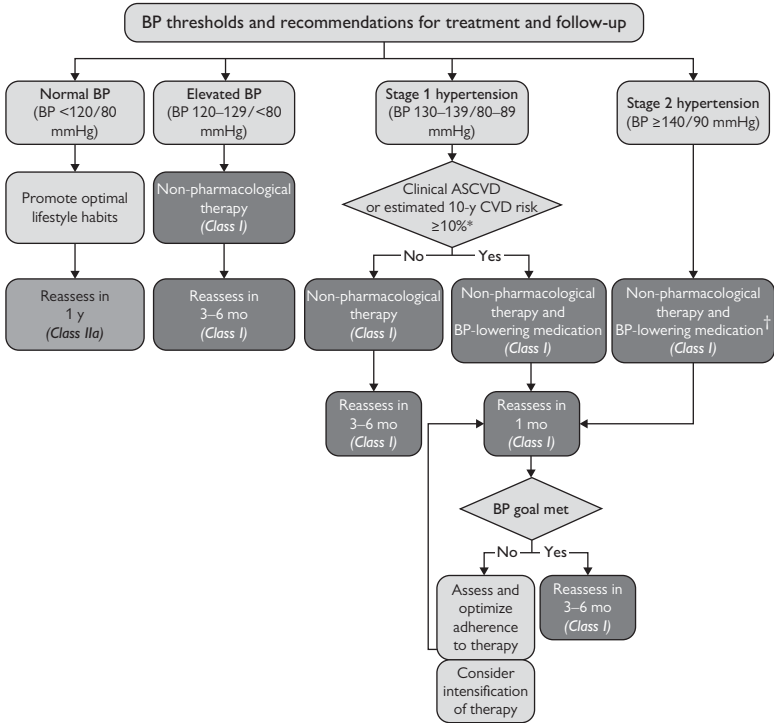 BP thresholds and recommendations for treatment and follow-up
Normal BP
(BP <120/80
mmHg)
Elevated BP
(BP 120–129/<80
mmHg)
Stage 1 hypertension
(BP 130–139/80–89
mmHg)
Stage 2 hypertension
(BP ≥140/90 mmHg)
Promote optimal
lifestyle habits
Non-pharmacological
therapy
(Class I)
Clinical ASCVD
or estimated 10-y CVD risk
≥10%*
No
Yes
Reassess in
1 y
(Class IIa)
Reassess in
3–6 mo
(Class I)
Non-pharmacological
therapy
(Class I)
Non-pharmacological
therapy and
BP-lowering medication
(Class I)
Non-pharmacological
therapy and
BP-lowering medication†
(Class I)
Reassess in
3–6 mo
(Class I)
Reassess in
1 mo
(Class I)
BP goal met
No
Yes
Assess and
optimize
adherence
to therapy
Reassess in
3–6 mo
(Class I)
Consider
intensification
of therapy